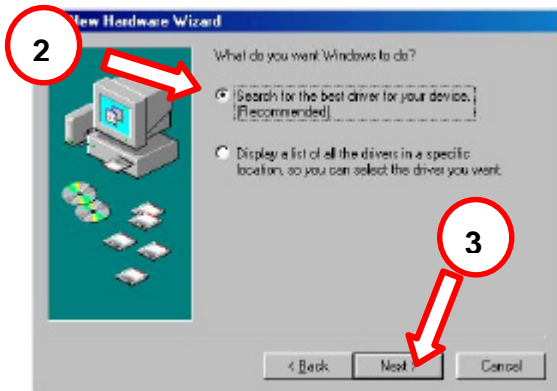 New Hardware Wizard
2
What do you want Windows to do?
Search for the best driver for your device.
(Recommended).
Display a list of all the drivers in a specific
location, so you can select the driver you want.
3
< Back
Next >
Cancel